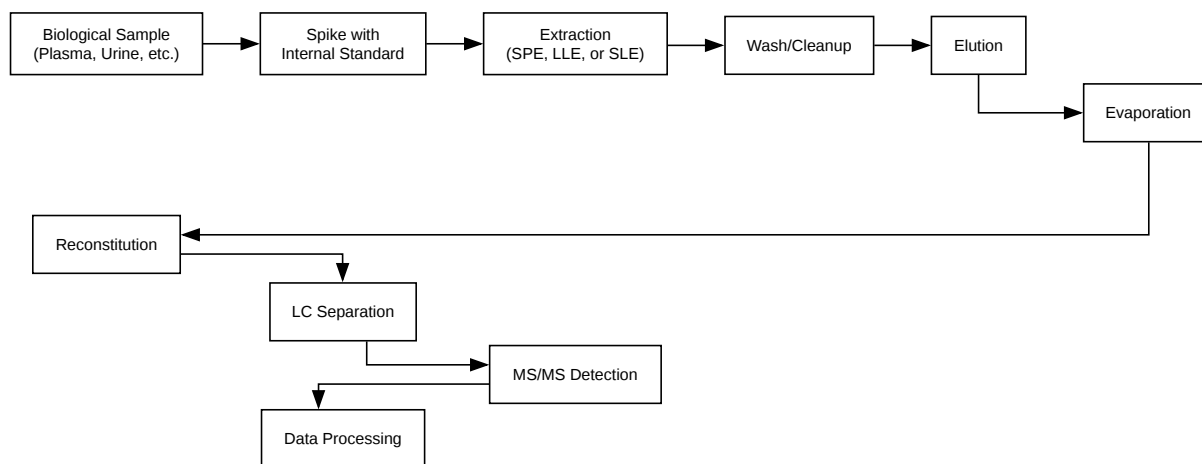 Biological Sample
(Plasma, Urine, etc.)
Spike with
Internal Standard
Extraction
(SPE, LLE, or SLE)
Wash/Cleanup
Elution
Evaporation
Reconstitution
LC Separation
MS/MS Detection
Data Processing